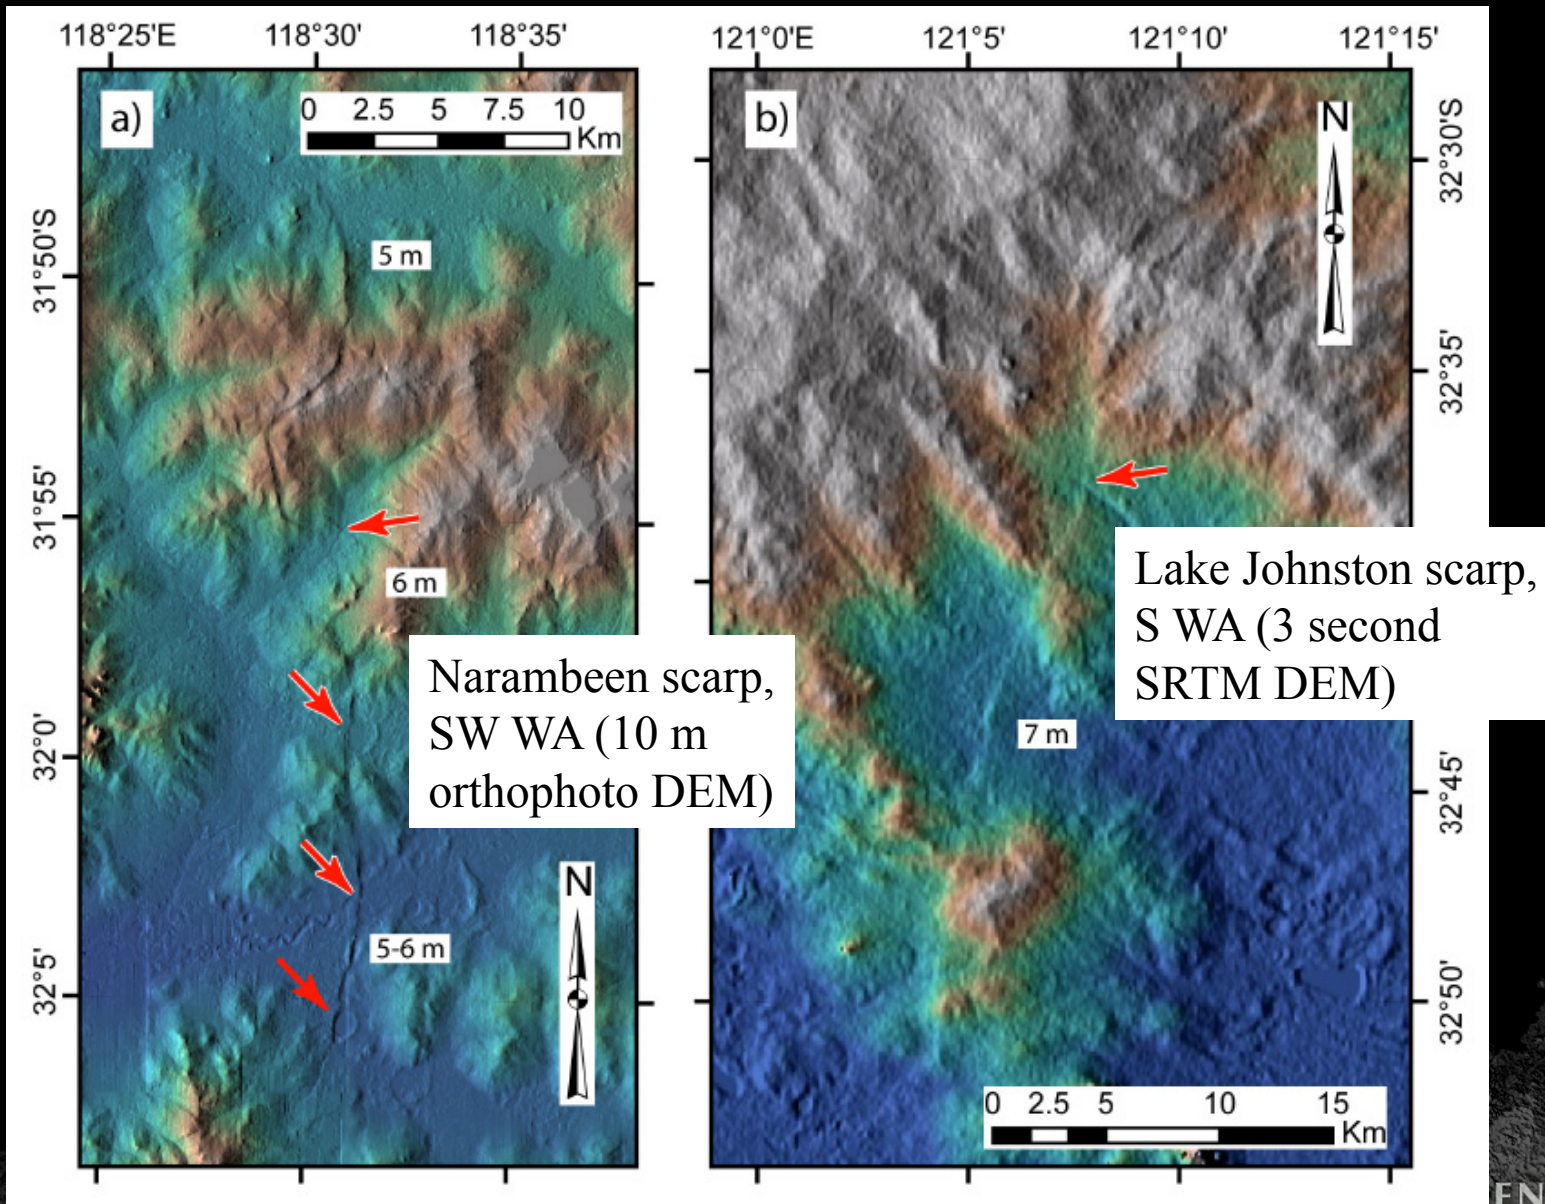 118°25'E 118°30' 118°35'
121°0'E 121°5' 121°10' 121°15'
a)
0 2.5 5 7.5 10
Km
b)
N
31°50'S
31°55'
32°0'
32°5'
32°30'S
32°35'
32°45'
32°50'
5 m
6 m
5-6 m
N
Narambeen scarp,
SW WA (10 m
orthophoto DEM)
Lake Johnston scarp,
S WA (3 second
SRTM DEM)
7 m
0 2.5 5 10 15
Km
EN